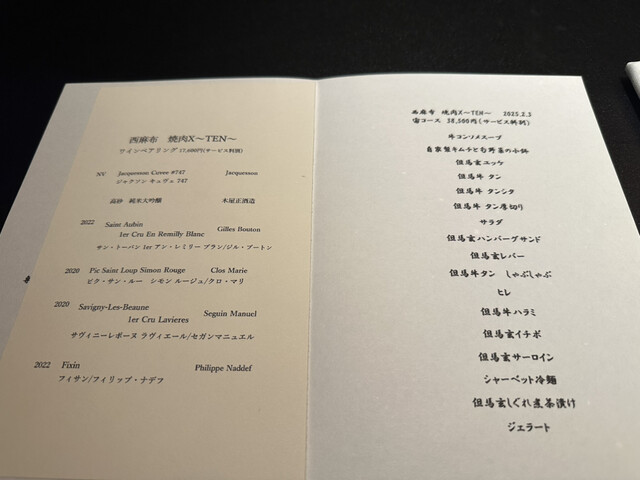 西麻布 焼肉X～TEN～
ワインペアリング 17,600円(サービス料別)
NV Jacquesson Cuvee #747 Jacquesson
ジャクソン キュヴェ 747
高砂 純米大吟醸 木屋正酒造
2022 Saint Aubin
1er Cru En Remilly Blanc Gilles Bouton
サン・トーバン 1er アン・レミリー ブラン/ジル・ブートン
2020 Pic Saint Loup Simon Rouge Clos Marie
ピク・サン・ルー シモン ルージュ/クロ・マリ
2020 Savigny-Les-Beaune
1er Cru Lavieres Seguin Manuel
サヴィニーレボーヌ ラヴィエール/セガンマニュエル
2022 Fixin Philippe Naddef
フィサン/フィリップ・ナデフ
西麻布 焼肉X～TEN～ 2025.2.3
宙コース 38,500円(サービス料別)
牛コンソメスープ
自家製キムチと旬野菜の小鉢
但馬玄ユッケ
但馬牛 タン
但馬牛 タンシタ
但馬牛 タン厚切り
サラダ
但馬玄ハンバーグサンド
但馬玄レバー
但馬牛タン しゃぶしゃぶ
ヒレ
但馬牛ハラミ
但馬玄イチボ
但馬玄サーロイン
シャーベット冷麺
但馬玄しぐれ煮茶漬け
ジェラート